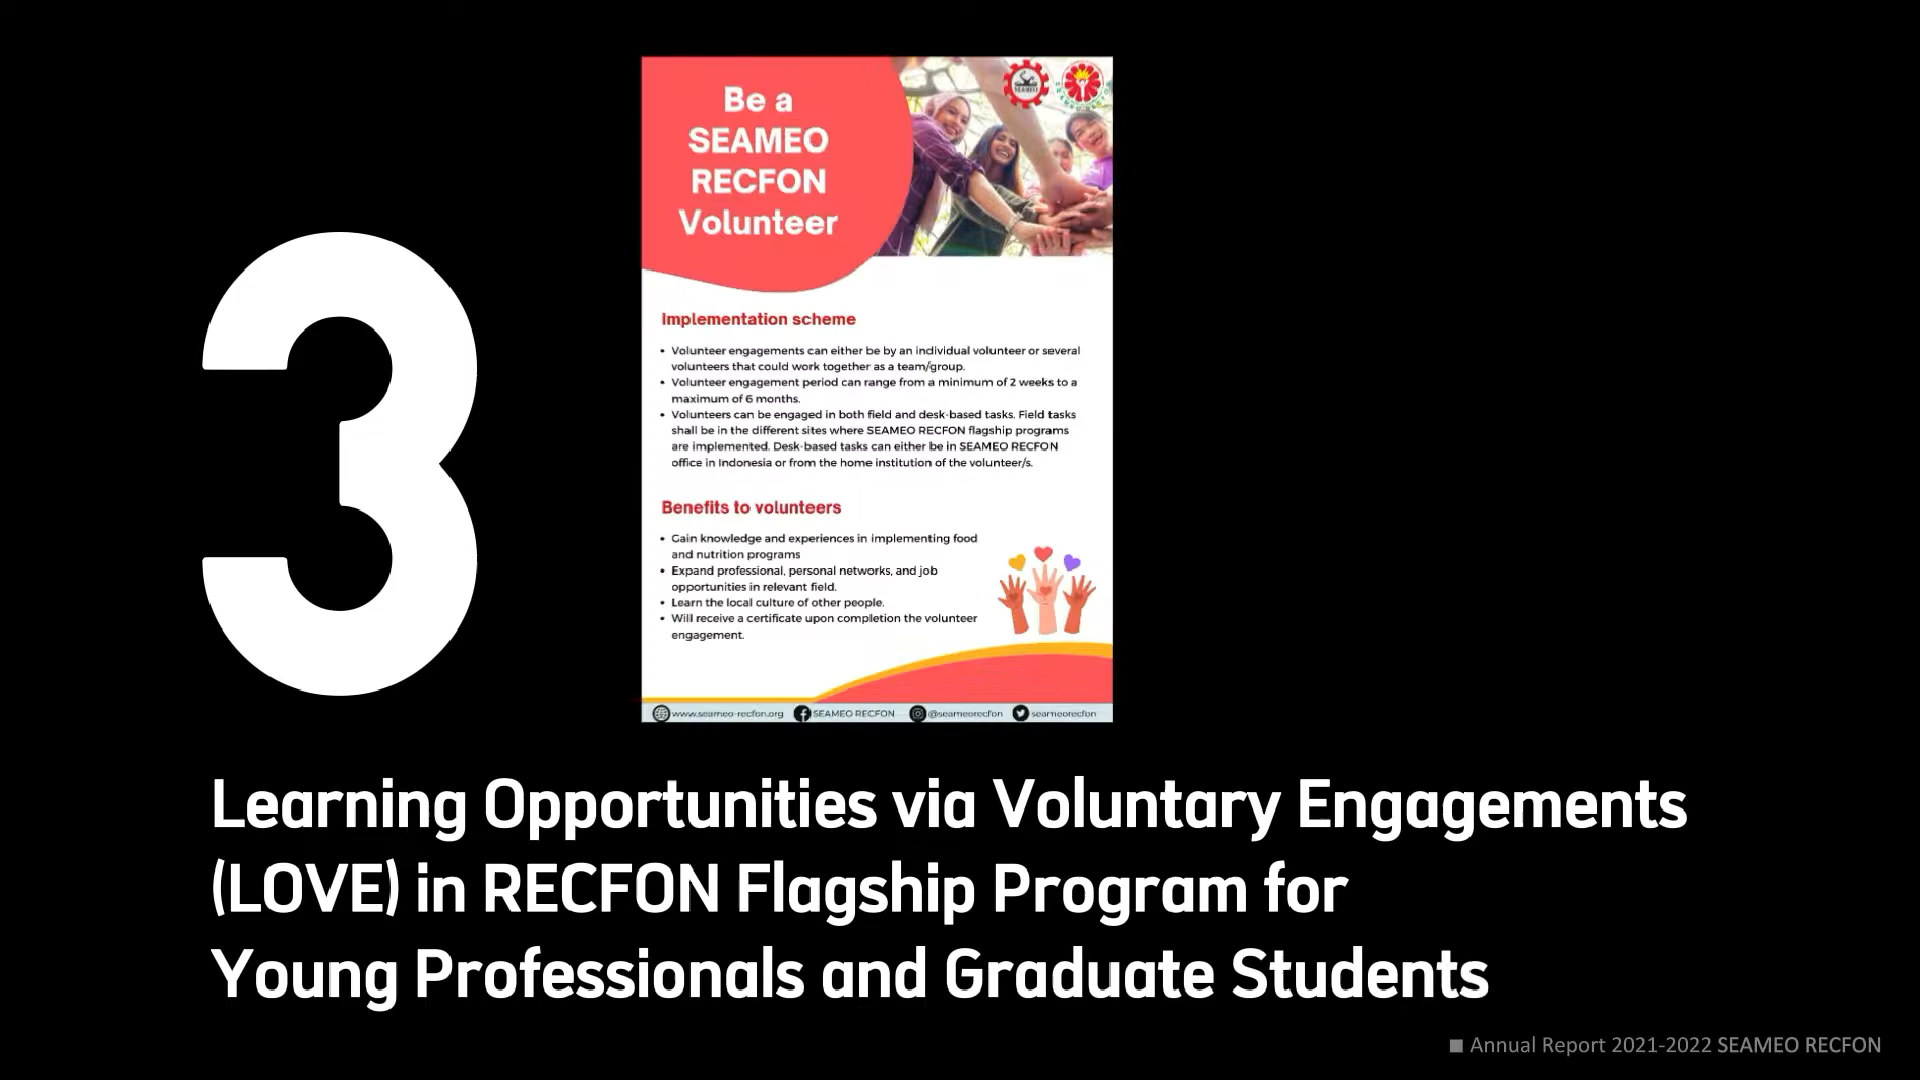 3
Be a
SEAMEO
RECFON
Volunteer
SEAMEO
Implementation scheme
• Volunteer engagements can either be by an individual volunteer or several
volunteers that could work together as a team/group.
• Volunteer engagement period can range from a minimum of 2 weeks to a
maximum of 6 months.
• Volunteers can be engaged in both field and desk-based tasks. Field tasks
shall be in the different sites where SEAMEO RECFON flagship programs
are implemented. Desk-based tasks can either be in SEAMEO RECFON
office in Indonesia or from the home institution of the volunteer/s.
Benefits to volunteers
• Gain knowledge and experiences in implementing food
and nutrition programs
• Expand professional, personal networks, and job
opportunities in relevant field.
• Learn the local culture of other people.
• Will receive a certificate upon completion the volunteer
engagement.
www.seameo-recfon.org SEAMEO RECFON @seameorecfon seameorecfon
Learning Opportunities via Voluntary Engagements
(LOVE) in RECFON Flagship Program for
Young Professionals and Graduate Students
■ Annual Report 2021-2022 SEAMEO RECFON